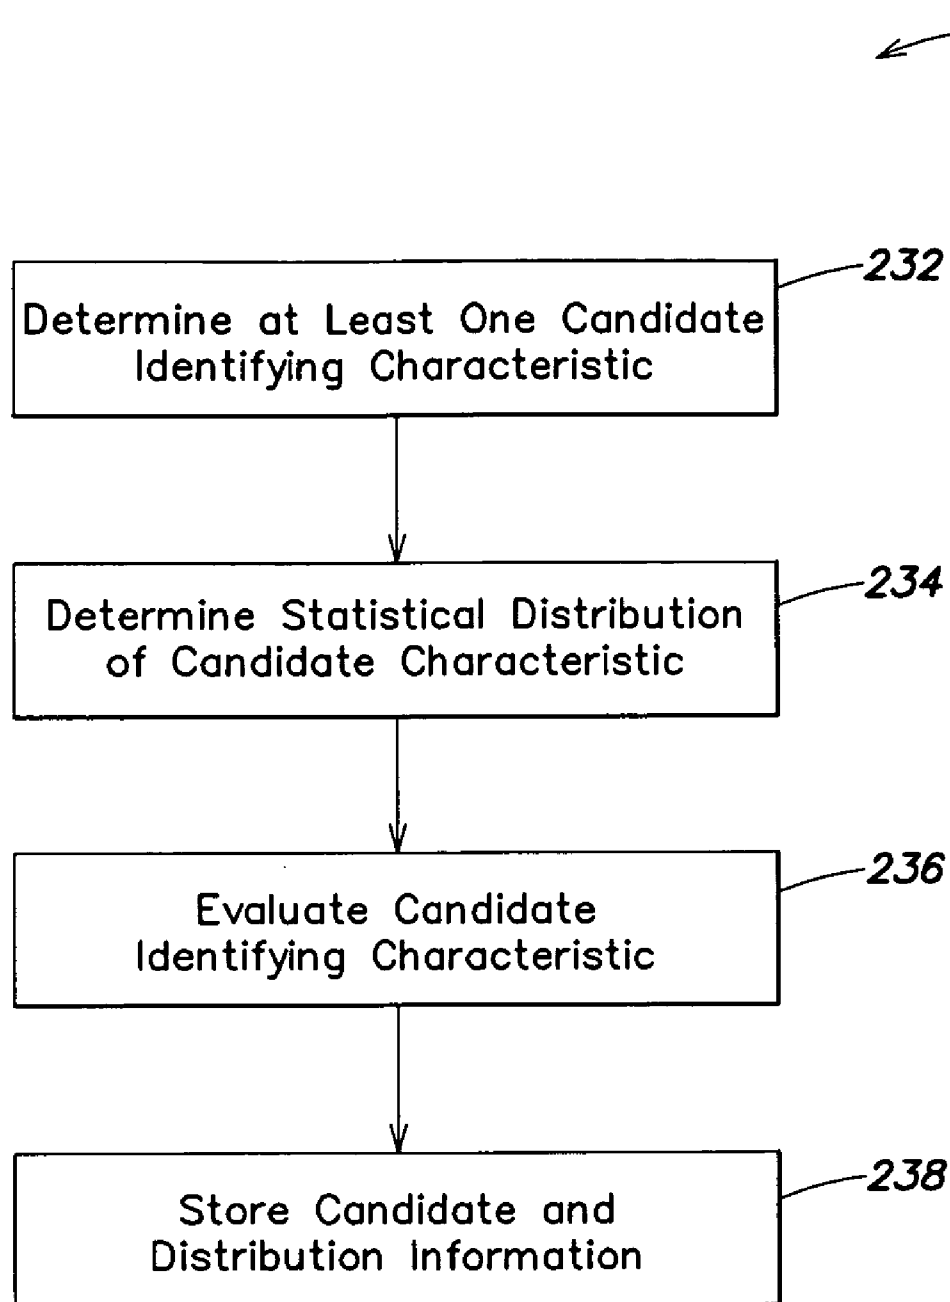 232
Determine at Least One Candidate
Identifying Characteristic
234
Determine Statistical Distribution
of Candidate Characteristic
236
Evaluate Candidate
Identifying Characteristic
238
Store Candidate and
Distribution Information